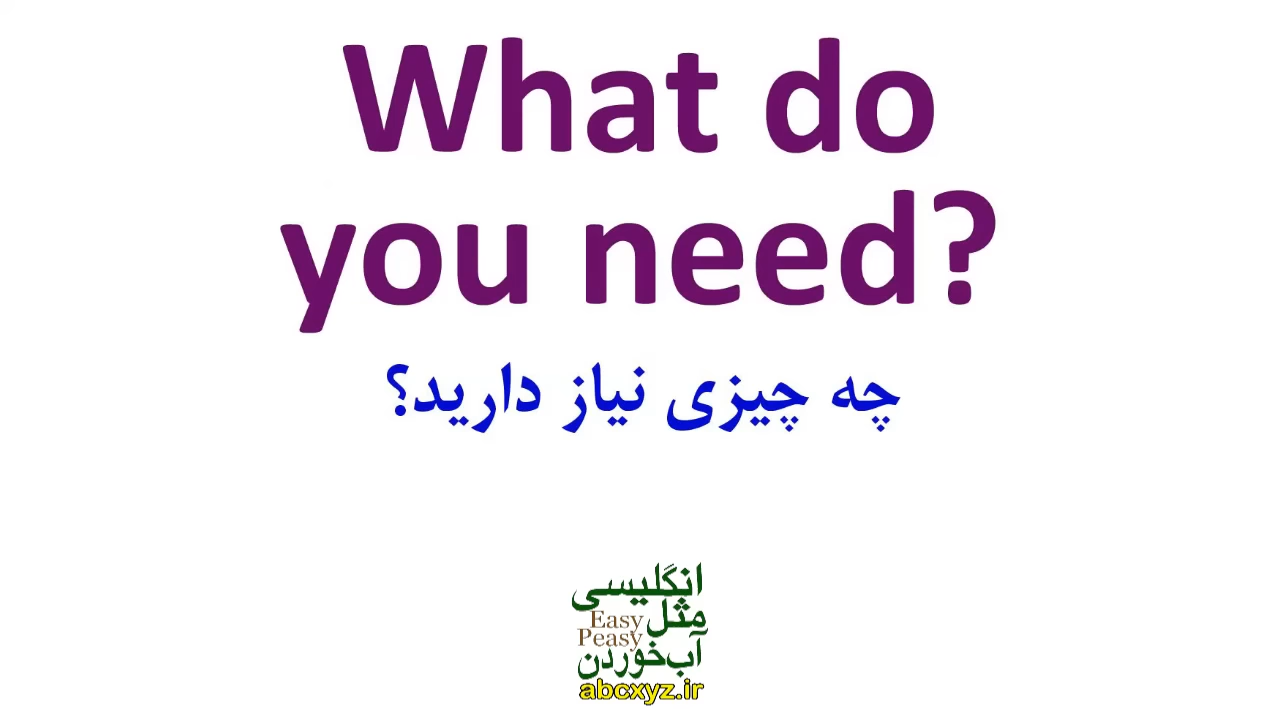 What do
you need?
چه چیزی نیاز دارید؟
انگلیسی
مثل
Easy
Peasy
آب‌خوردن
abcxyz.ir